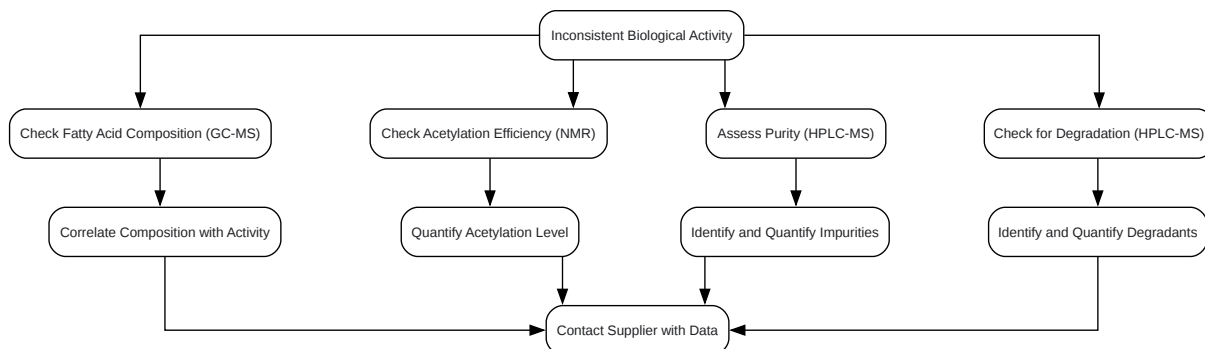 Inconsistent Biological Activity
Check Fatty Acid Composition (GC-MS)
Check Acetylation Efficiency (NMR)
Assess Purity (HPLC-MS)
Check for Degradation (HPLC-MS)
Correlate Composition with Activity
Quantify Acetylation Level
Identify and Quantify Impurities
Identify and Quantify Degradants
Contact Supplier with Data